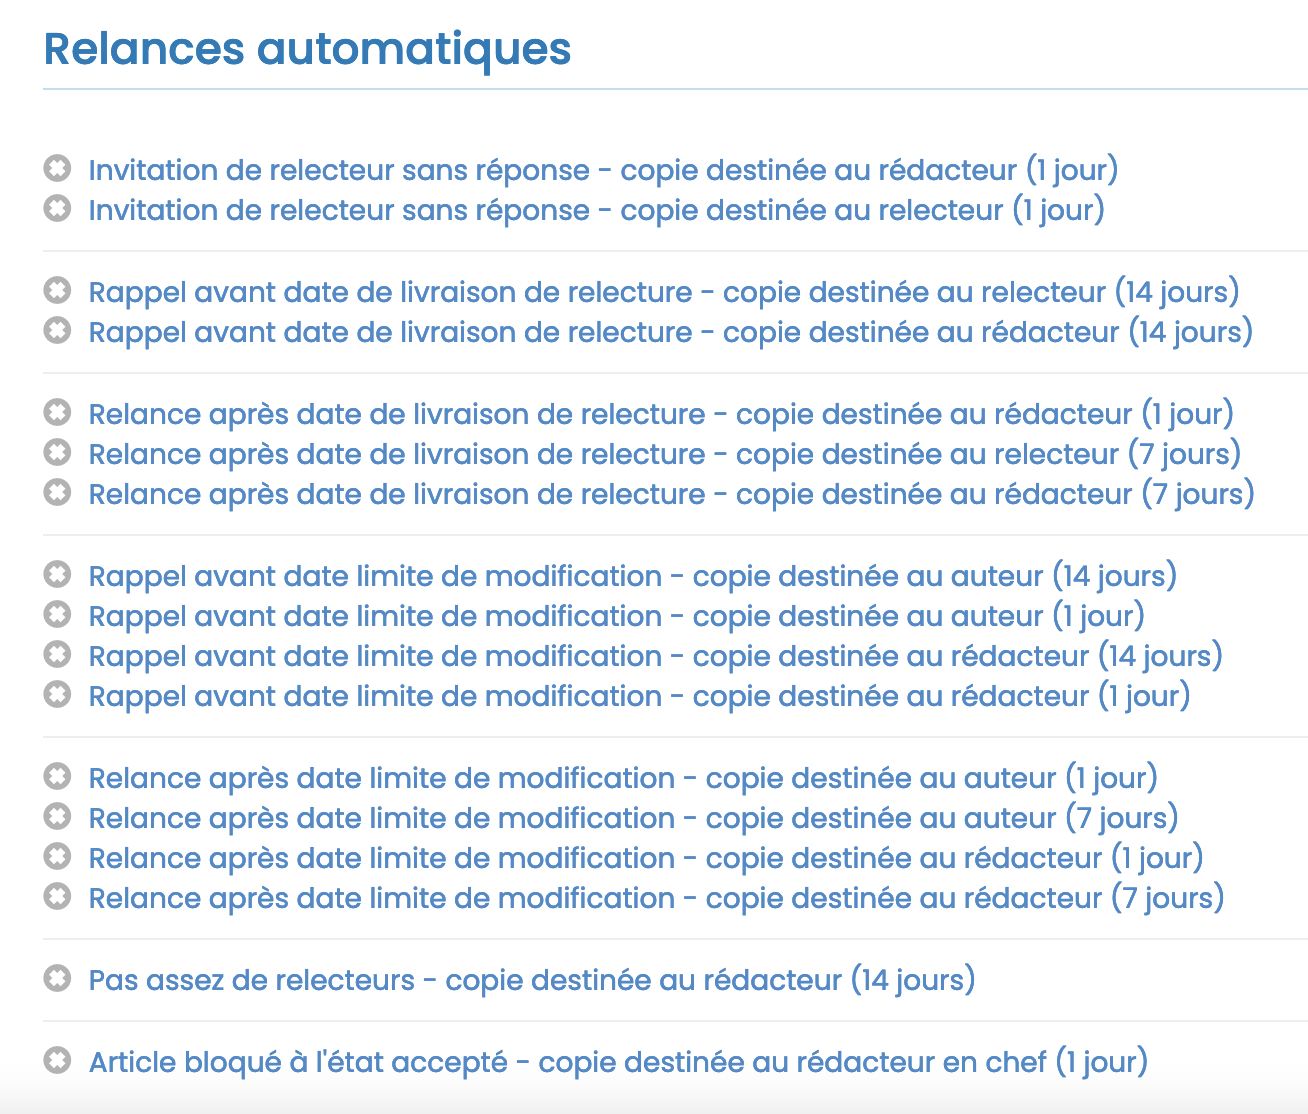 Relances automatiques
Invitation de relecteur sans réponse - copie destinée au rédacteur (1 jour)
Invitation de relecteur sans réponse - copie destinée au relecteur (1 jour)
Rappel avant date de livraison de relecture - copie destinée au relecteur (14 jours)
Rappel avant date de livraison de relecture - copie destinée au rédacteur (14 jours)
Relance après date de livraison de relecture - copie destinée au rédacteur (1 jour)
Relance après date de livraison de relecture - copie destinée au relecteur (7 jours)
Relance après date de livraison de relecture - copie destinée au rédacteur (7 jours)
Rappel avant date limite de modification - copie destinée au auteur (14 jours)
Rappel avant date limite de modification - copie destinée au auteur (1 jour)
Rappel avant date limite de modification - copie destinée au rédacteur (14 jours)
Rappel avant date limite de modification - copie destinée au rédacteur (1 jour)
Relance après date limite de modification - copie destinée au auteur (1 jour)
Relance après date limite de modification - copie destinée au auteur (7 jours)
Relance après date limite de modification - copie destinée au rédacteur (1 jour)
Relance après date limite de modification - copie destinée au rédacteur (7 jours)
Pas assez de relecteurs - copie destinée au rédacteur (14 jours)
Article bloqué à l'état accepté - copie destinée au rédacteur en chef (1 jour)